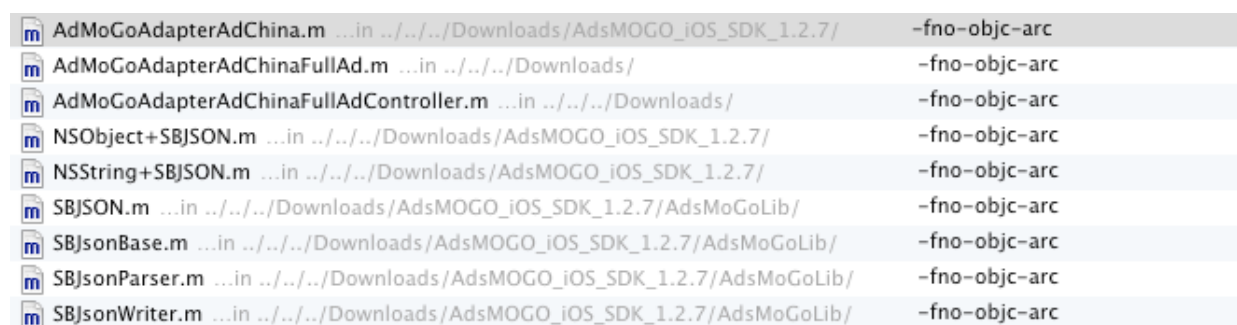 m AdMoGoAdapterAdChina.m ...in ../../../Downloads/AdsMOGO_iOS_SDK_1.2.7/ -fno-objc-arc
m AdMoGoAdapterAdChinaFullAd.m ...in ../../../Downloads/ -fno-objc-arc
m AdMoGoAdapterAdChinaFullAdController.m ...in ../../../Downloads/ -fno-objc-arc
m NSObject+SBJSON.m ...in ../../../Downloads/AdsMOGO_iOS_SDK_1.2.7/ -fno-objc-arc
m NSString+SBJSON.m ...in ../../../Downloads/AdsMOGO_iOS_SDK_1.2.7/ -fno-objc-arc
m SBJSON.m ...in ../../../Downloads/AdsMOGO_iOS_SDK_1.2.7/AdsMoGoLib/ -fno-objc-arc
m SBJsonBase.m ...in ../../../Downloads/AdsMOGO_iOS_SDK_1.2.7/AdsMoGoLib/ -fno-objc-arc
m SBJsonParser.m ...in ../../../Downloads/AdsMOGO_iOS_SDK_1.2.7/AdsMoGoLib/ -fno-objc-arc
m SBJsonWriter.m ...in ../../../Downloads/AdsMOGO_iOS_SDK_1.2.7/AdsMoGoLib/ -fno-objc-arc